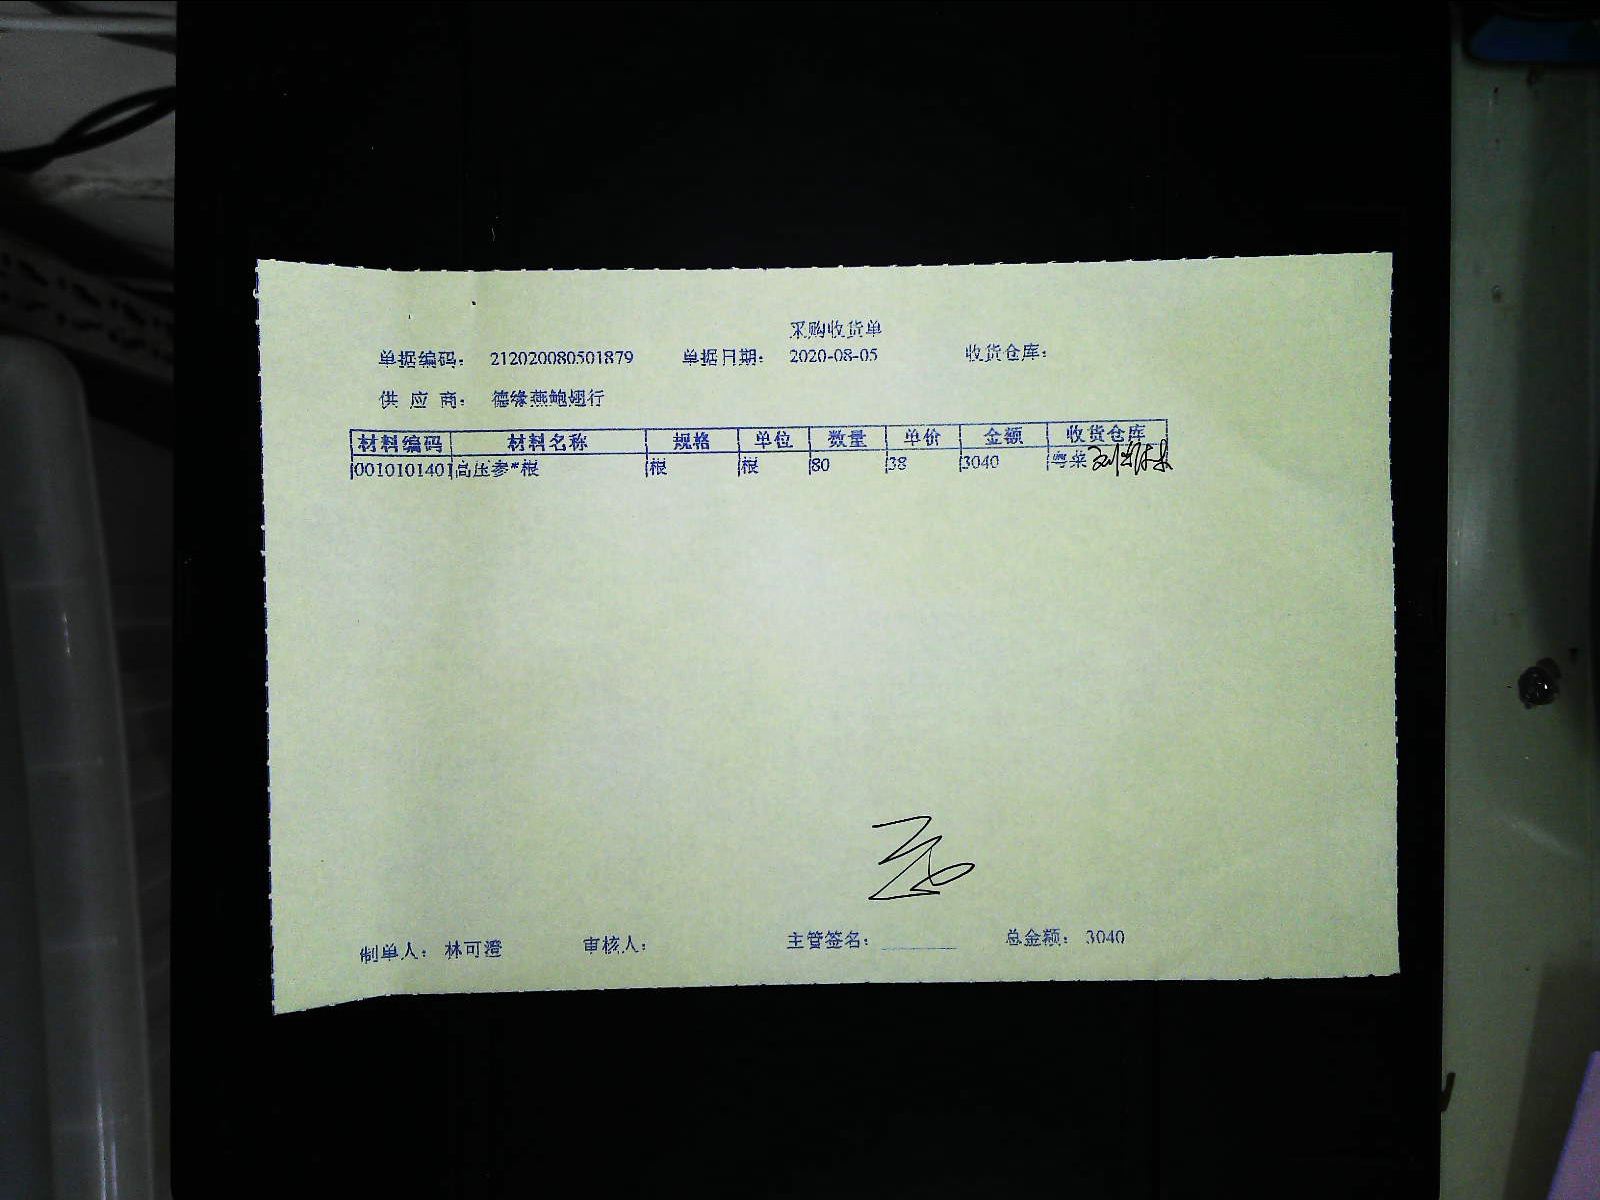 采购收货单
单据编码： 212020080501879 单据日期： 2020-08-05 收货仓库：
供 应 商： 德缘燕鲍翅行
材料编码 材料名称 规格 单位 数量 单价 金额 收货仓库
0010101401 高压参*根 根 根 80 38 3040 粤菜
制单人： 林可澄 审核人： 主管签名： 总金额： 3040